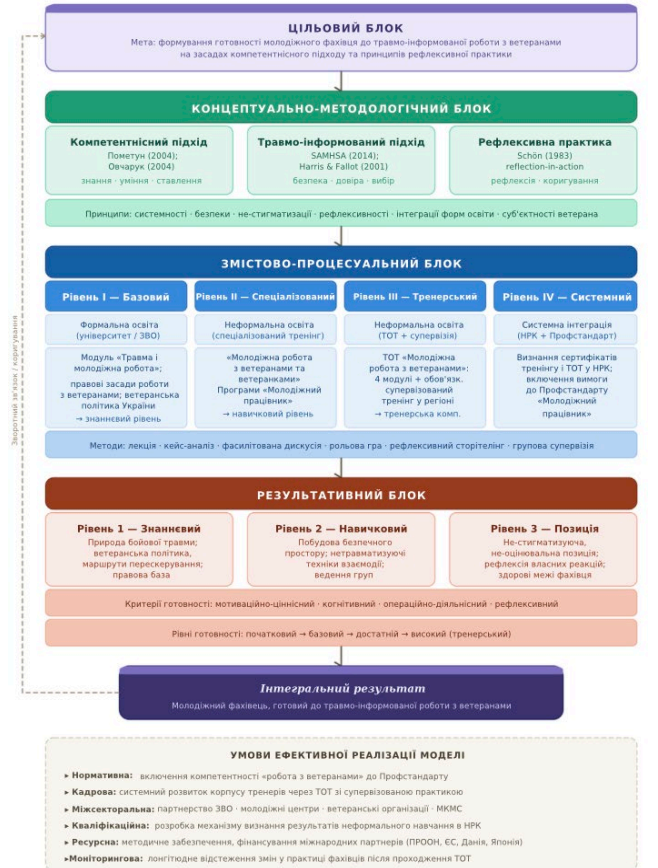 ЦІЛЬОВИЙ БЛОК
Мета: формування готовності молодіжного фахівця до травмо-інформованої роботи з ветеранами
на засадах компетентнісного підходу та принципів рефлексивної практики
КОНЦЕПТУАЛЬНО-МЕТОДОЛОГІЧНИЙ БЛОК
Компетентнісний підхід
Пометун (2004);
Овчарук (2004)
знання · уміння · ставлення
Травмо-інформований підхід
SAMHSA (2014);
Harris & Fallot (2001)
безпека · довіра · вибір
Рефлексивна практика
Schön (1983)
reflection-in-action
рефлексія · коригування
Принципи: системності · безпеки · не-стигматизації · рефлексивності · інтеграції форм освіти · суб'єктності ветерана
ЗМІСТОВО-ПРОЦЕСУАЛЬНИЙ БЛОК
Рівень I — Базовий
Формальна освіта
(університет / ЗВО)
Модуль «Травма і
молодіжна робота»;
правові засади роботи
з ветеранами; ветеранська
політика України
→ знаннєвий рівень
Рівень II — Спеціалізований
Неформальна освіта
(спеціалізований тренінг)
«Молодіжна робота
з ветеранами та
ветеранками»
Програми «Молодіжний
працівник»
→ навичковий рівень
Рівень III — Тренерський
Неформальна освіта
(ТОТ + супервізія)
ТОТ «Молодіжна
робота з ветеранами»:
4 модулі + обов'язк.
супервізований
тренінг у регіоні
→ тренерська комп.
Рівень IV — Системний
Системна інтеграція
(НРК + Профстандарт)
Визнання сертифікатів
тренінгу і ТОТ у НРК;
включення вимоги
до Профстандарту
«Молодіжний
працівник»
Методи: лекція · кейс-аналіз · фасилітована дискусія · рольова гра · рефлексивний сторітелінг · групова супервізія
РЕЗУЛЬТАТИВНИЙ БЛОК
Рівень 1 — Знаннєвий
Природа бойової травми;
ветеранська політика,
маршрути перескерування;
правова база
Рівень 2 — Навичковий
Побудова безпечного
простору; нетравматизуючі
техніки взаємодії;
ведення груп
Рівень 3 — Позиція
Не-стигматизуюча,
не-оцінювальна позиція;
рефлексія власних реакцій;
здорові межі фахівця
Критерії готовності: мотиваційно-ціннісний · когнітивний · операційно-діяльнісний · рефлексивний
Рівні готовності: початковий → базовий → достатній → високий (тренерський)
Інтегральний результат
Молодіжний фахівець, готовий до травмо-інформованої роботи з ветеранами
Зворотний зв'язок / коригування
УМОВИ ЕФЕКТИВНОЇ РЕАЛІЗАЦІЇ МОДЕЛІ
▸ Нормативна: включення компетентності «робота з ветеранами» до Профстандарту
▸ Кадрова: системний розвиток корпусу тренерів через ТОТ зі супервізованою практикою
▸ Міжсекторальна: партнерство ЗВО · молодіжні центри · ветеранські організації · МКМС
▸ Кваліфікаційна: розробка механізму визнання результатів неформального навчання в НРК
▸ Ресурсна: методичне забезпечення, фінансування міжнародних партнерів (ПРООН, ЄС, Данія, Японія)
▸Моніторингова: лонгітюдне відстеження змін у практиці фахівців після проходження ТОТ